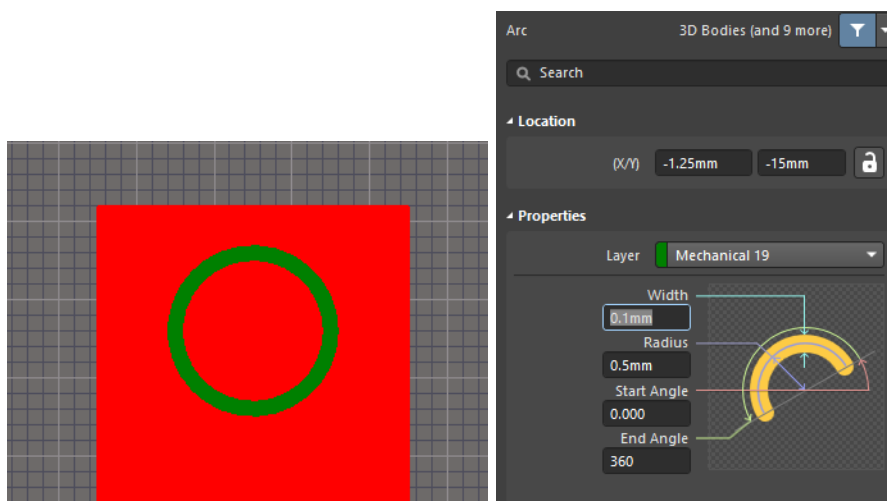 Arc 3D Bodies (and 9 more)
Search
Location
(X/Y) -1.25mm -15mm
Properties
Layer Mechanical 19
Width
0.1mm
Radius
0.5mm
Start Angle
0.000
End Angle
360